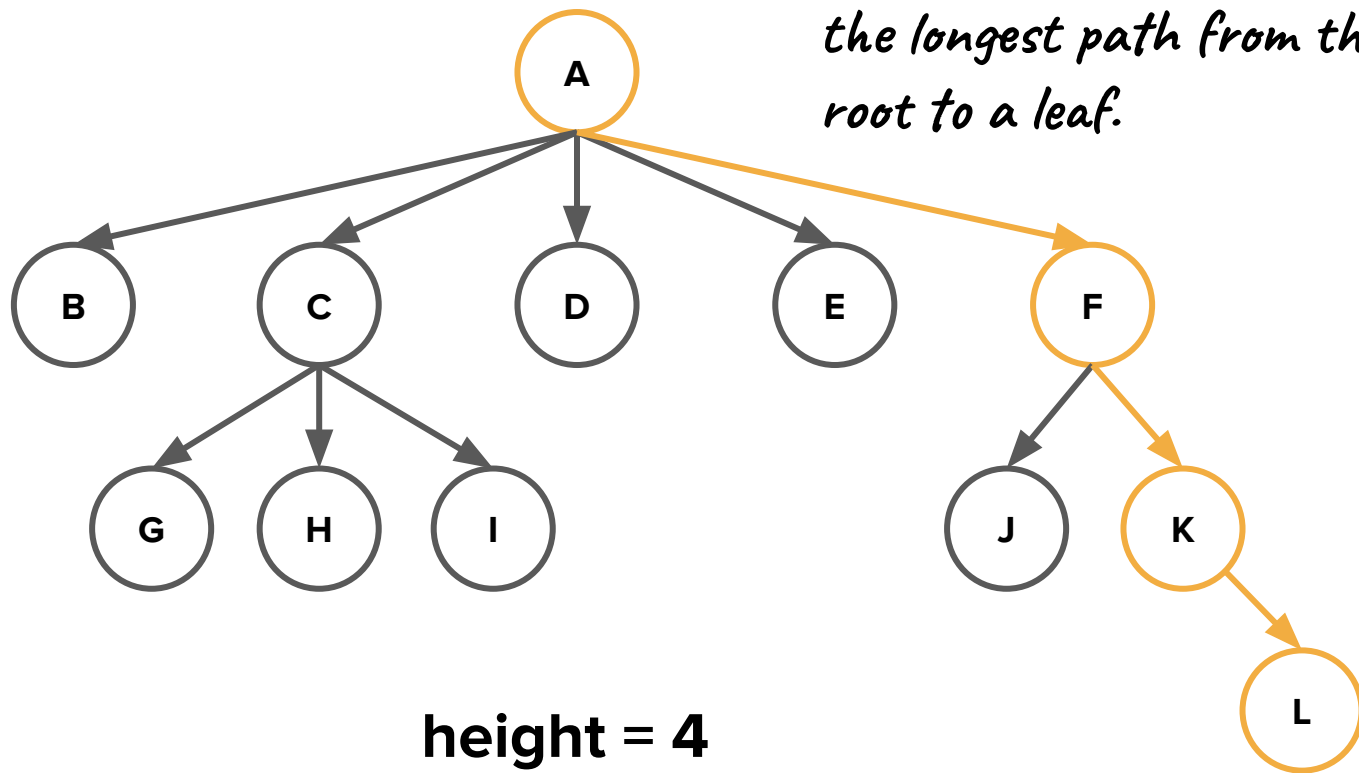 the longest path from th
root to a leaf.
A
B C D E F
G H I J K
L
height = 4